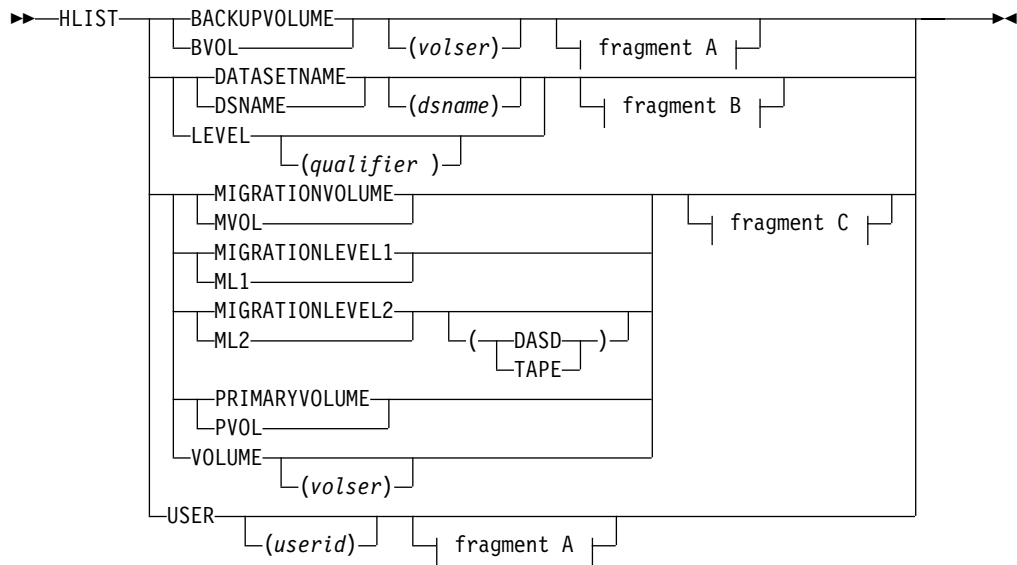 HLIST BACKUPVOLUME
BVOL (volser) fragment A
DATASETNAME
DSNAME (dsname) fragment B
LEVEL
(qualifier )
MIGRATIONVOLUME
MVOL fragment C
MIGRATIONLEVEL1
ML1
MIGRATIONLEVEL2
ML2 ( DASD )
TAPE
PRIMARYVOLUME
PVOL
VOLUME
(volser)
USER
(userid) fragment A